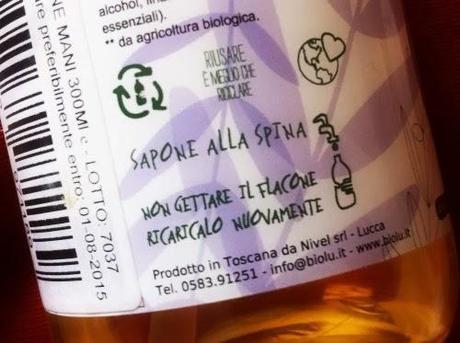 alcohol,
essenziali).
** da agricoltura biologica.
RIUSARE
E' MEGLIO CHE
RICICLARE
SAPONE ALLA SPINA
NON GETTARE IL FLACONE
RICARICALO NUOVAMENTE
Prodotto in Toscana da Nivel srl - Lucca
Tel. 0583.91251 - info@biolu.it - www.biolu.it
NE MANI 300Ml e - LOTTO: 7037
preferibilmente entro: 01-08-2015